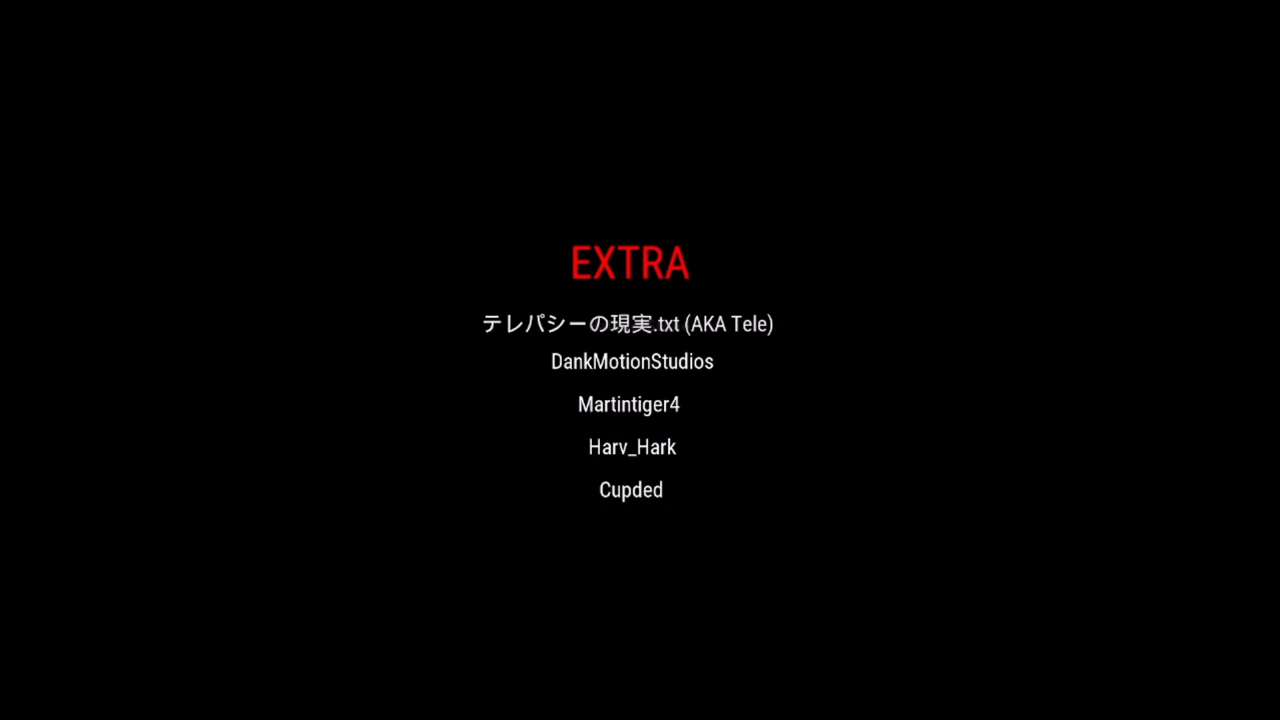 EXTRA
テレパシーの現実.txt (AKA Tele)
DankMotionStudios
Martintiger4
Harv_Hark
Cupded